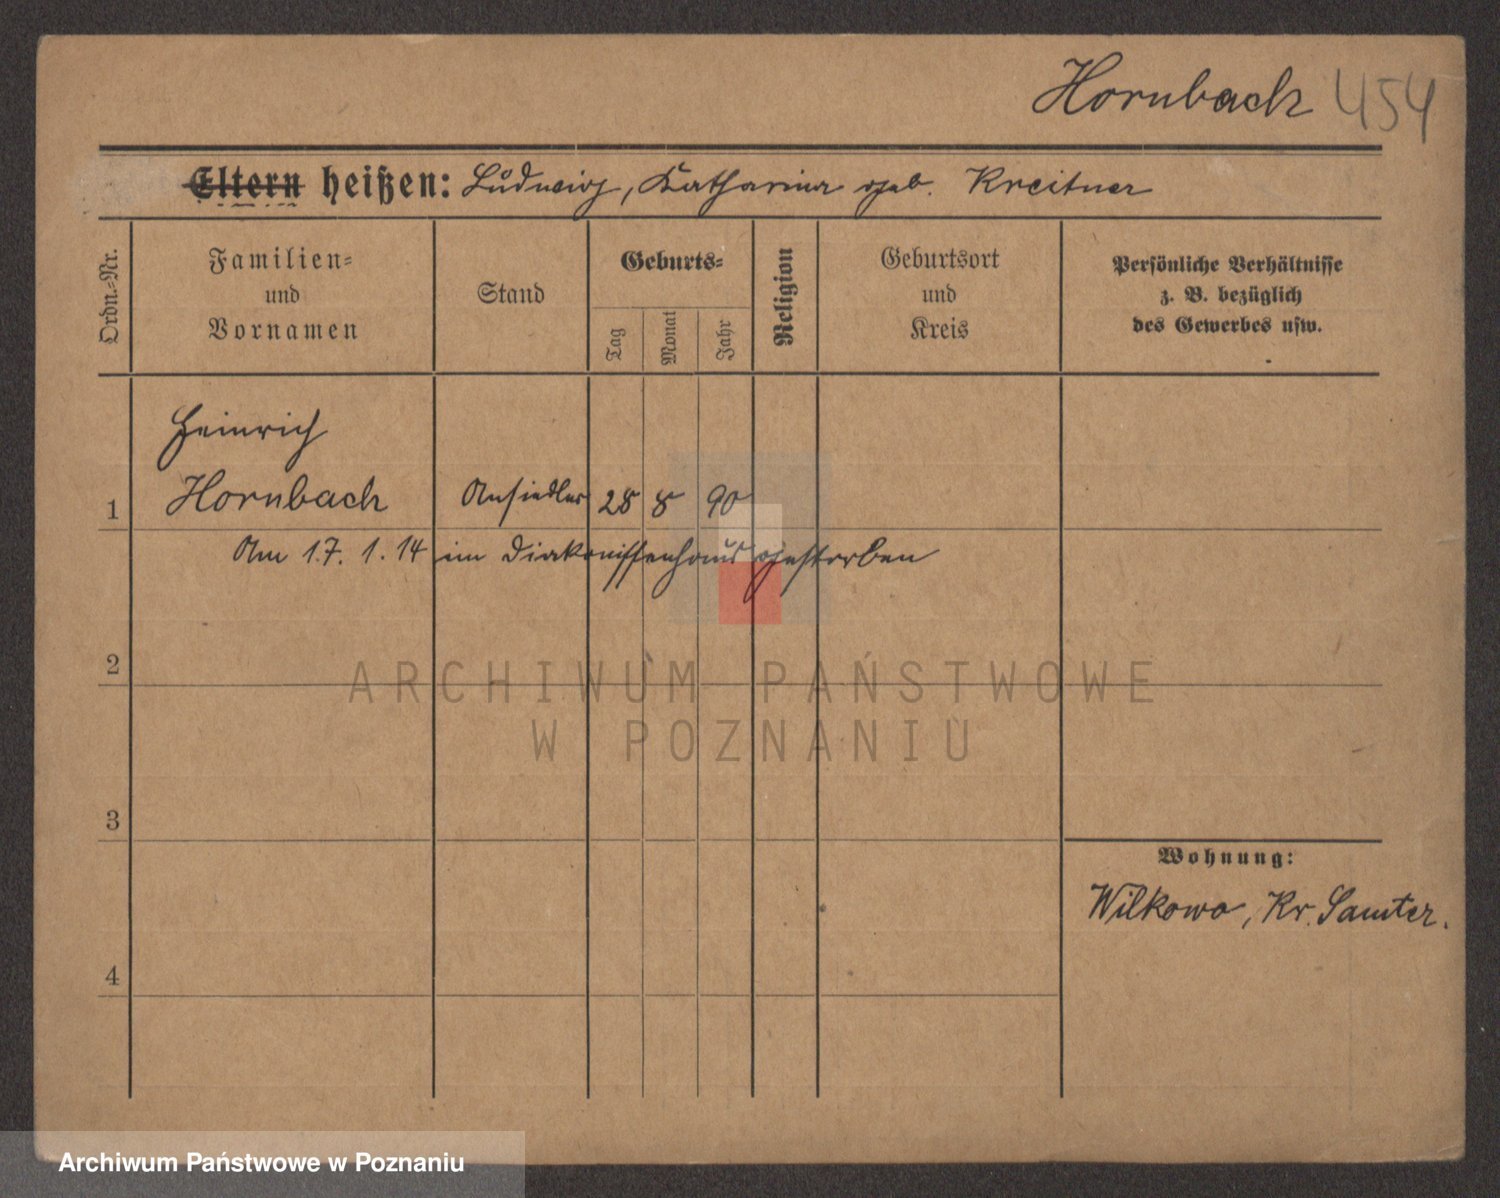 Hornbach 454
Eltern heißen: Ludwig, Katharina geb. Kreitner
Ordn.-Nr.
Familien-
und
Vornamen
Stand
Geburts-
Tag
Monat
Jahr
Religion
Geburtsort
und
Kreis
Persönliche Verhältnisse
z. B. bezüglich
des Gewerbes usw.
Heinrich
1 Hornbach Ansiedler 28 8 90
Am 17. 1. 14 im Diakonissenhaus gestorben
2
ARCHIWUM PAŃSTWOWE
W POZNANIU
3
Wohnung:
Wilkowo, Kr. Samter.
4
Archiwum Państwowe w Poznaniu